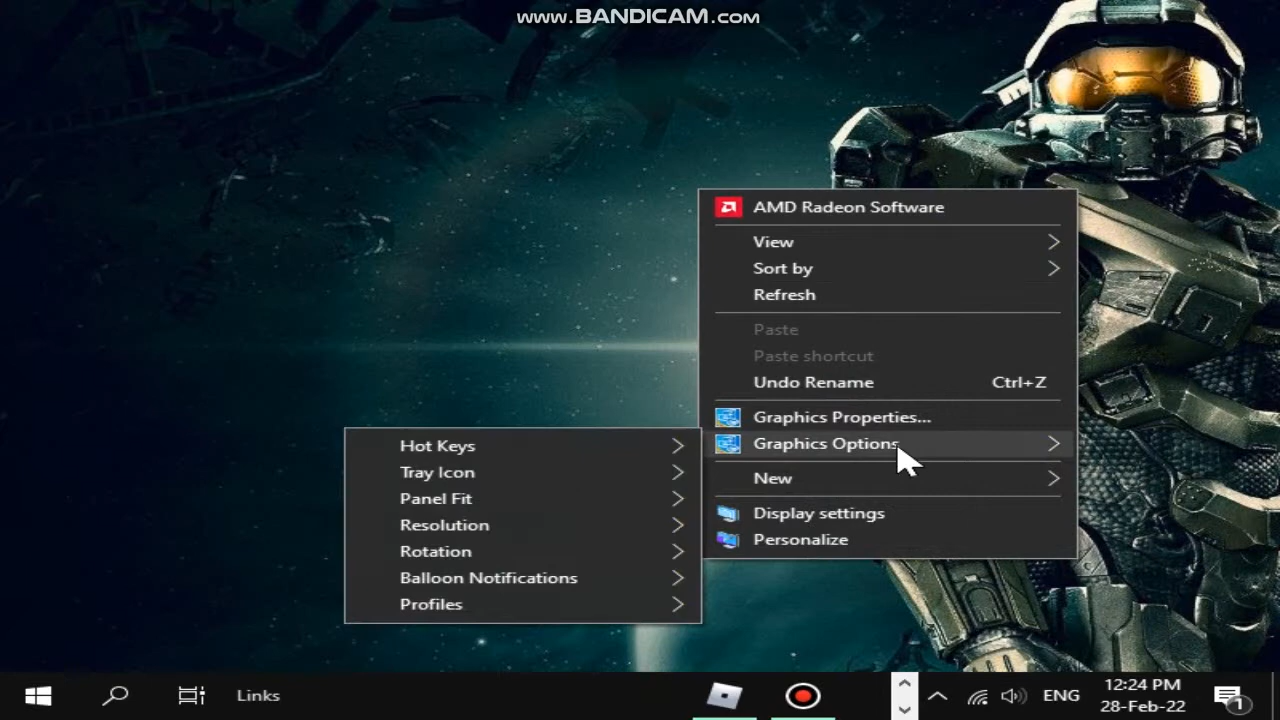 www.BANDICAM.com
AMD Radeon Software
View
Sort by
Refresh
Paste
Paste shortcut
Undo Rename Ctrl+Z
Graphics Properties...
Graphics Options
New
Display settings
Personalize
Hot Keys
Tray Icon
Panel Fit
Resolution
Rotation
Balloon Notifications
Profiles
Links
ENG
12:24 PM
28-Feb-22
1